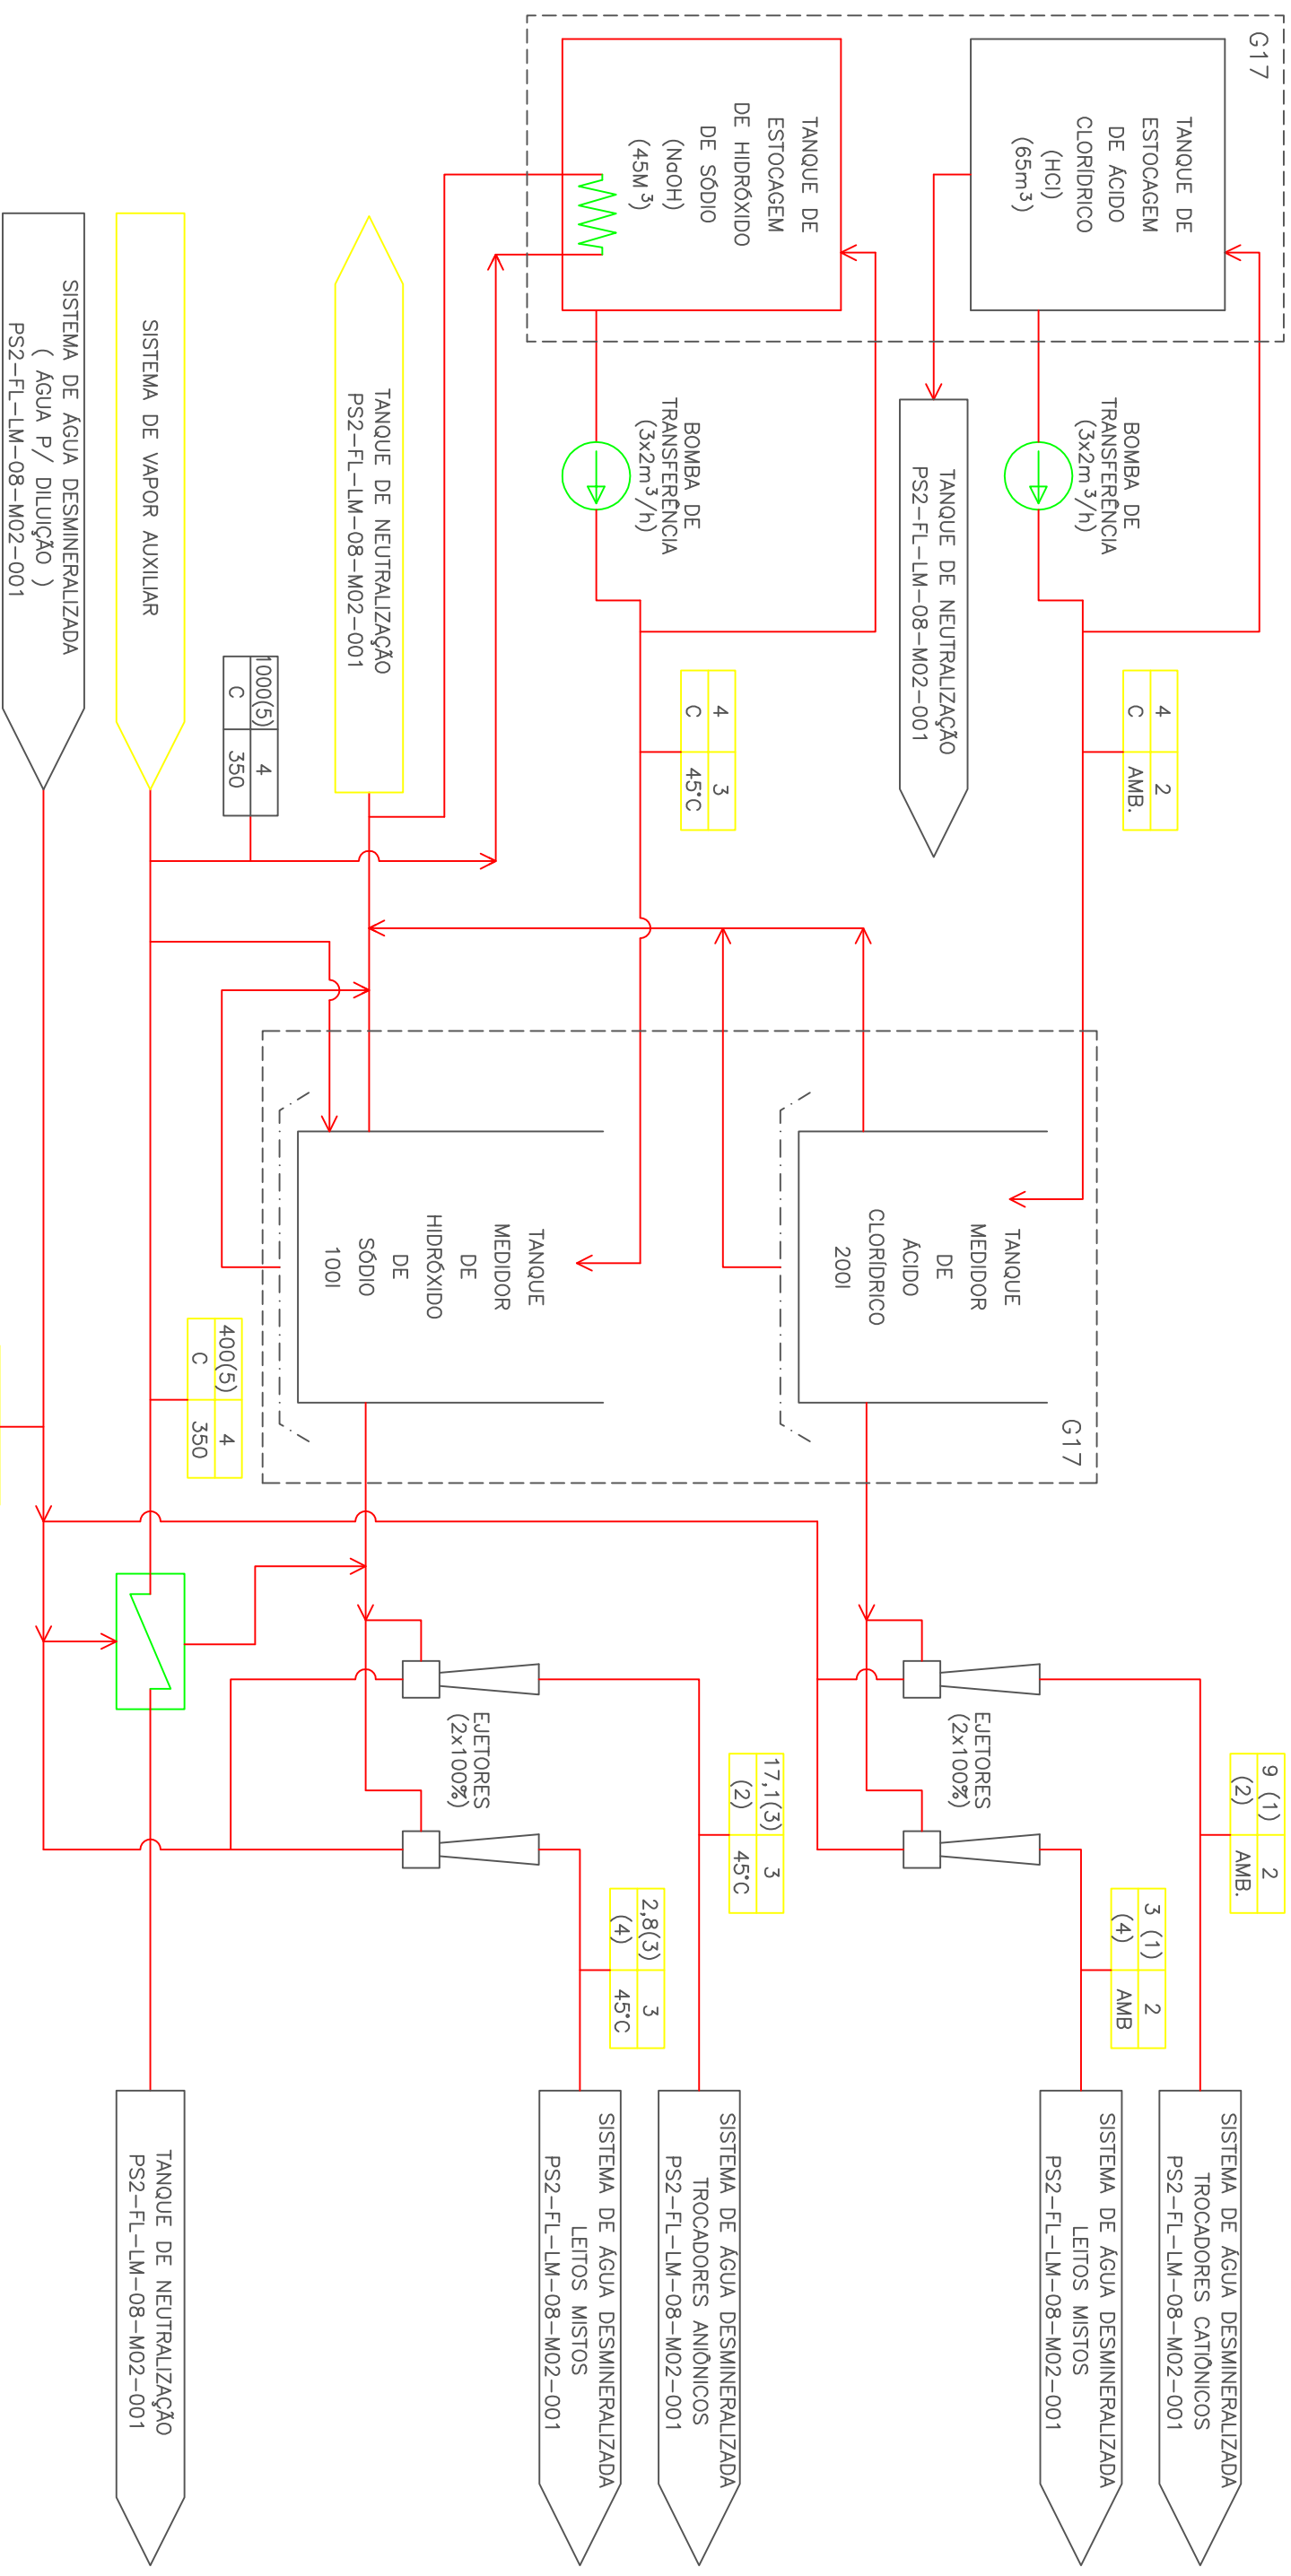 G17
TANQUE DE
ESTOCAGEM
DE ÁCIDO
CLORÍDRICO
(HCl)
(65m³)
TANQUE DE
ESTOCAGEM
DE HIDRÓXIDO
DE SÓDIO
(NaOH)
(45M³)
BOMBA DE
TRANSFERÊNCIA
(3x2m³/h)
TANQUE DE NEUTRALIZAÇÃO
PS2-FL-LM-08-M02-001
BOMBA DE
TRANSFERÊNCIA
(3x2m³/h)
TANQUE DE NEUTRALIZAÇÃO
PS2-FL-LM-08-M02-001
SISTEMA DE VAPOR AUXILIAR
SISTEMA DE ÁGUA DESMINERALIZADA
( ÁGUA P/ DILUIÇÃO )
PS2-FL-LM-08-M02-001
4 2
C AMB.
4 3
C 45°C
1000(5) 4
C 350
G17
TANQUE
MEDIDOR
DE
ÁCIDO
CLORÍDRICO
200l
TANQUE
MEDIDOR
DE
HIDRÓXIDO
DE
SÓDIO
100l
400(5) 4
C 350
EJETORES
(2x100%)
EJETORES
(2x100%)
9 (1) 2
(2) AMB.
3 (1) 2
(4) AMB
17,1(3) 3
(2) 45°C
2,8(3) 3
(4) 45°C
SISTEMA DE ÁGUA DESMINERALIZADA
TROCADORES CATIÔNICOS
PS2-FL-LM-08-M02-001
SISTEMA DE ÁGUA DESMINERALIZADA
LEITOS MISTOS
PS2-FL-LM-08-M02-001
SISTEMA DE ÁGUA DESMINERALIZADA
TROCADORES ANIÔNICOS
PS2-FL-LM-08-M02-001
SISTEMA DE ÁGUA DESMINERALIZADA
LEITOS MISTOS
PS2-FL-LM-08-M02-001
TANQUE DE NEUTRALIZAÇÃO
PS2-FL-LM-08-M02-001